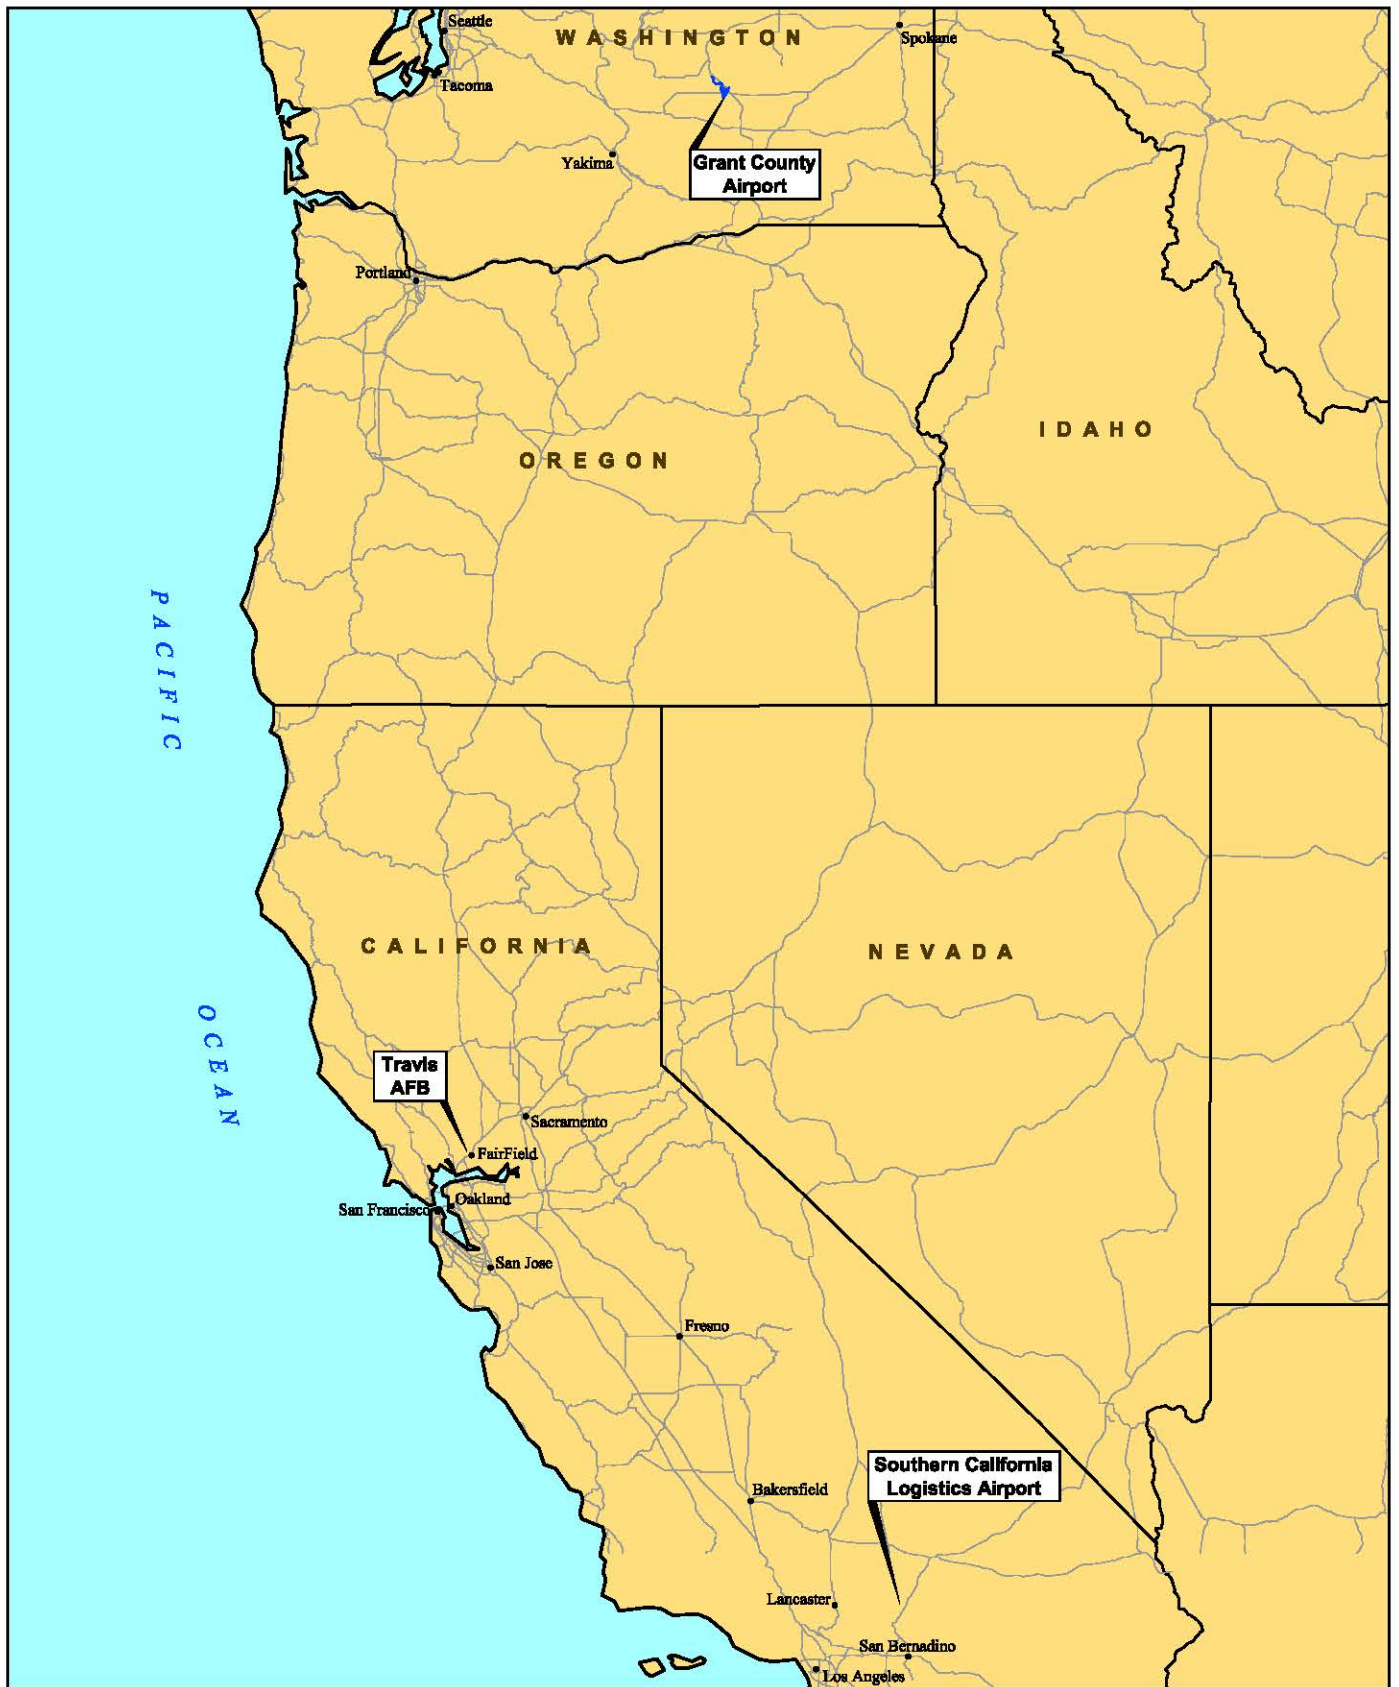 Seattle
WASHINGTON
Spokane
Tacoma
Yakima
Grant County
Airport
Portland
IDAHO
OREGON
PACIFIC
CALIFORNIA
NEVADA
OCEAN
Travis
AFB
Sacramento
FairField
Oakland
San Francisco
San Jose
Fresno
Southern California
Logistics Airport
Bakersfield
Lancaster
San Bernadino
Los Angeles